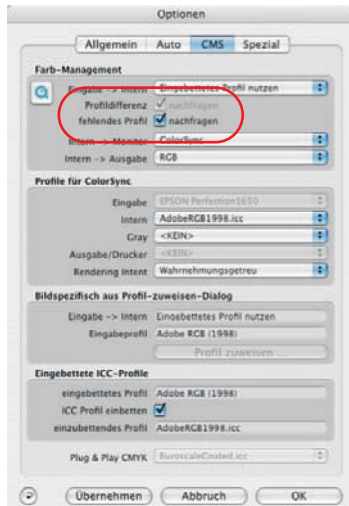 Optionen
Allgemein Auto CMS Spezial
Farb-Management
Eingabe -> Intern Eingebettetes Profil nutzen
Profildifferenz nachfragen
fehlendes Profil nachfragen
Intern -> Monitor ColorSync
Intern -> Ausgabe RGB
Profile für ColorSync
Eingabe EPSON Perfection1650
Intern AdobeRGB1998.icc
Gray <KEIN>
Ausgabe/Drucker <KEIN>
Rendering Intent Wahrnehmungsgetreu
Bildspezifisch aus Profil-zuweisen-Dialog
Eingabe -> Intern Eingebettetes Profil nutzen
Eingabeprofil Adobe RGB (1998)
Profil zuweisen ...
Eingebettete ICC-Profile
eingebettetes Profil Adobe RGB (1998)
ICC Profil einbetten
einzubettendes Profil AdobeRGB1998.icc
Plug & Play CMYK EuroscaleCoated.icc
Übernehmen Abbruch OK